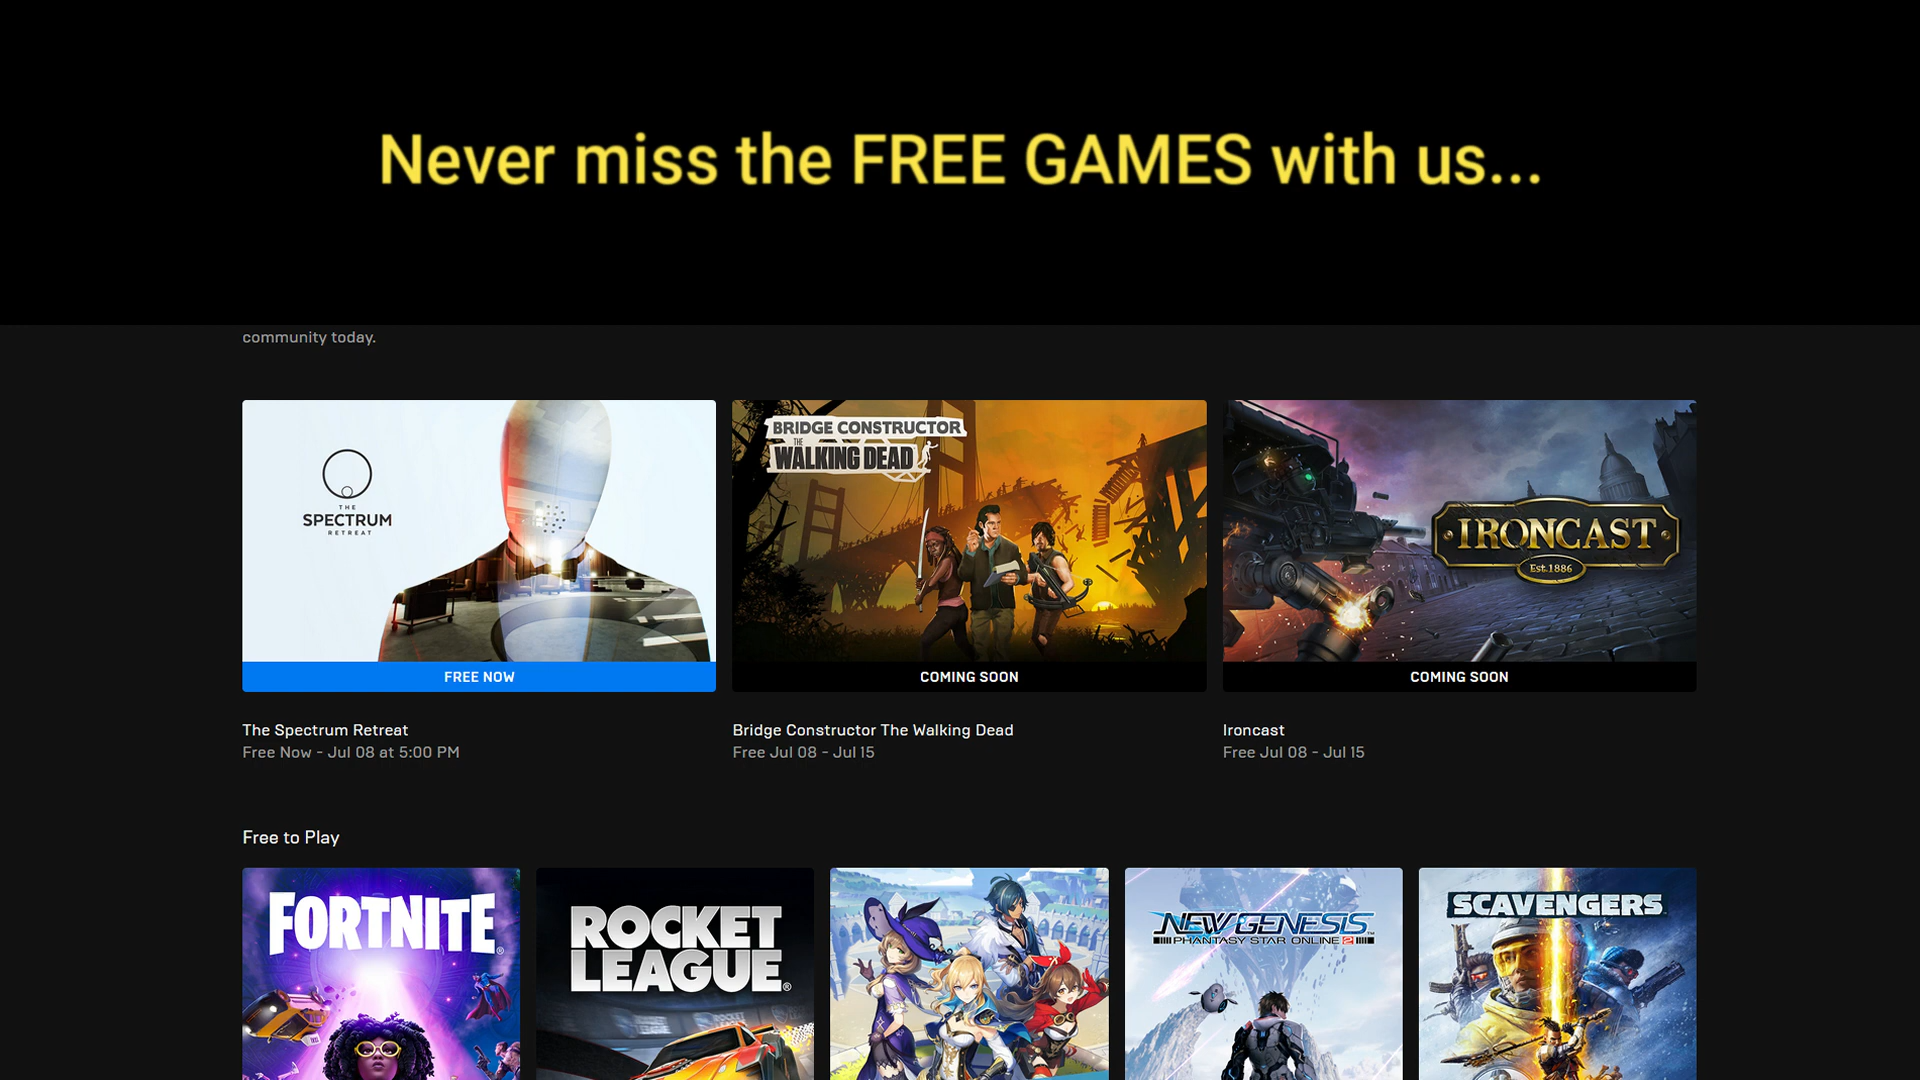 Never miss the FREE GAMES with us...
community today.
THE
SPECTRUM
RETREAT
BRIDGE CONSTRUCTOR
THE
WALKING DEAD
IRONCAST
Est.1886
FREE NOW
COMING SOON
COMING SOON
The Spectrum Retreat
Bridge Constructor The Walking Dead
Ironcast
Free Now - Jul 08 at 5:00 PM
Free Jul 08 - Jul 15
Free Jul 08 - Jul 15
Free to Play
FORTNITE®
ROCKET
LEAGUE®
NEW GENESIS™
PHANTASY STAR ONLINE 2
SCAVENGERS